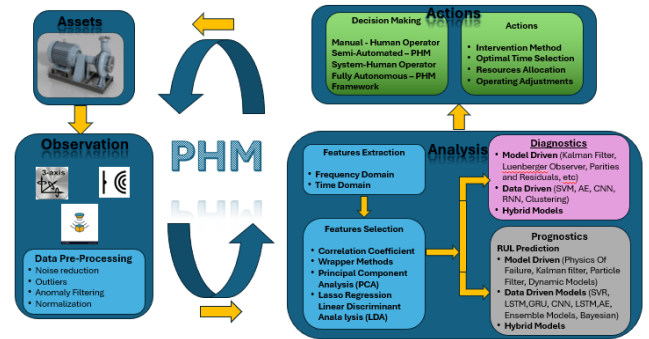 Assets
Observation
3-axis
Data Pre-Processing
• Noise reduction
• Outliers
• Anomaly Filtering
• Normalization
PHM
Actions
Decision Making
Manual - Human Operator
Semi-Automated – PHM
System-Human Operator
Fully Autonomous – PHM
Framework
Actions
• Intervention Method
• Optimal Time Selection
• Resources Allocation
• Operating Adjustments
Analysis
Features Extraction
• Frequency Domain
• Time Domain
Features Selection
• Correlation Coefficient
• Wrapper Methods
• Principal Component
Analysis (PCA)
• Lasso Regression
• Linear Discriminant
Anala lysis (LDA)
Diagnostics
• Model Driven (Kalman Filter,
Luenberger Observer, Parities
and Residuals, etc)
• Data Driven (SVM, AE, CNN,
RNN, Clustering)
• Hybrid Models
Prognostics
RUL Prediction
• Model Driven (Physics Of
Failure, Kalman filter, Particle
Filter, Dynamic Models)
• Data Driven Models (SVR,
LSTM,GRU, CNN, LSTM,AE,
Ensemble Models, Bayesian)
• Hybrid Models